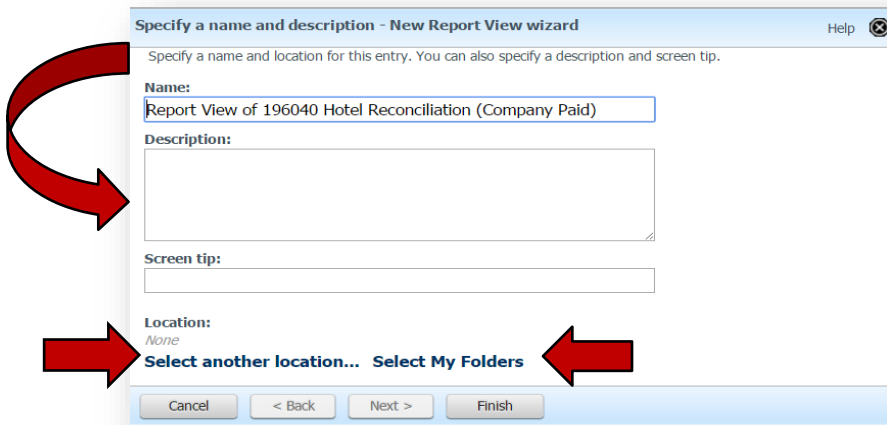 Specify a name and description - New Report View wizard
Help
Specify a name and location for this entry. You can also specify a description and screen tip.
Name:
Report View of 196040 Hotel Reconciliation (Company Paid)
Description:
Screen tip:
Location:
None
Select another location... Select My Folders
Cancel < Back Next > Finish